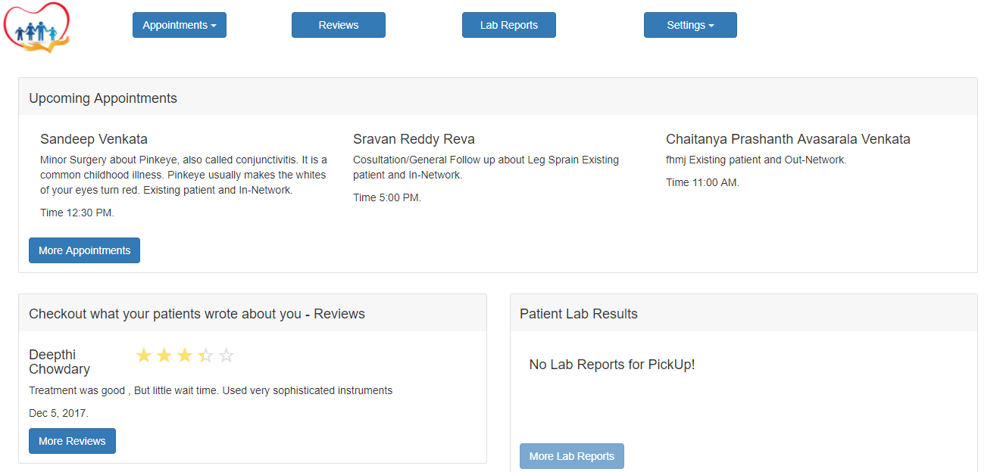 Appointments
Reviews
Lab Reports
Settings
Upcoming Appointments
Sandeep Venkata
Minor Surgery about Pinkeye, also called conjunctivitis. It is a
common childhood illness. Pinkeye usually makes the whites
of your eyes turn red. Existing patient and In-Network.
Time 12:30 PM.
Sravan Reddy Reva
Cosultation/General Follow up about Leg Sprain Existing
patient and In-Network.
Time 5:00 PM.
Chaitanya Prashanth Avasarala Venkata
fhmj Existing patient and Out-Network.
Time 11:00 AM.
More Appointments
Checkout what your patients wrote about you - Reviews
Deepthi
Chowdary
Treatment was good , But little wait time. Used very sophisticated instruments
Dec 5, 2017.
More Reviews
Patient Lab Results
No Lab Reports for PickUp!
More Lab Reports